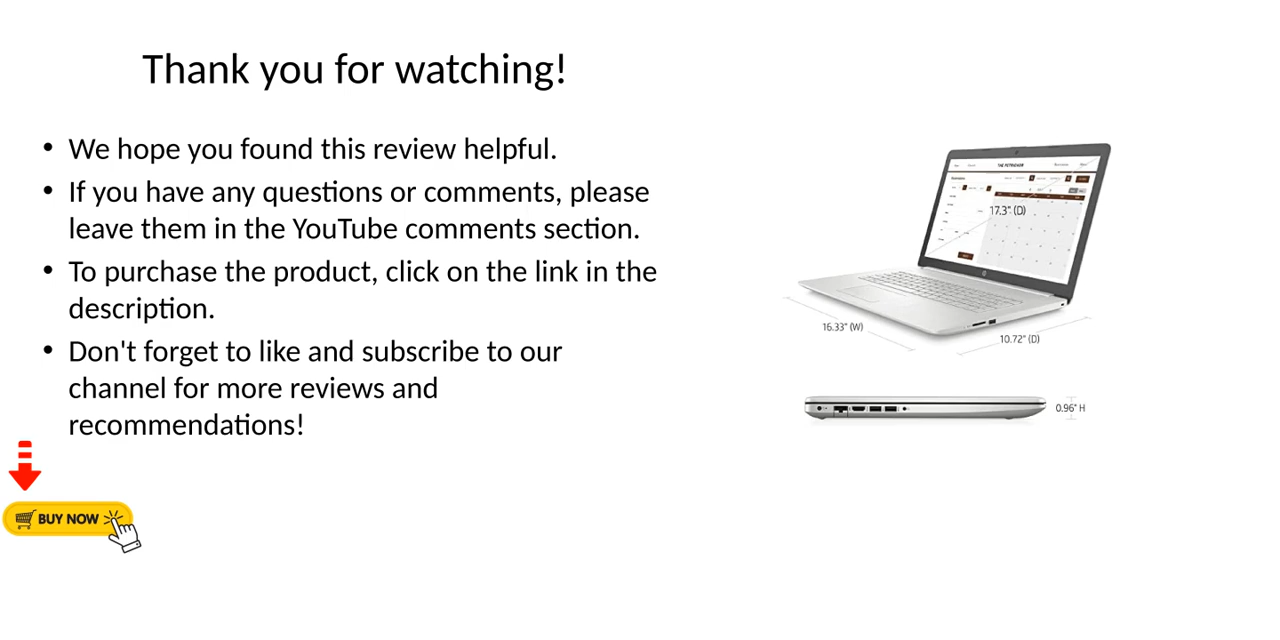 Thank you for watching!
• We hope you found this review helpful.
• If you have any questions or comments, please
leave them in the YouTube comments section.
• To purchase the product, click on the link in the
description.
• Don't forget to like and subscribe to our
channel for more reviews and
recommendations!
BUY NOW
THE PETPUSHER
17.3" (D)
16.33" (W)
10.72" (D)
0.96" H